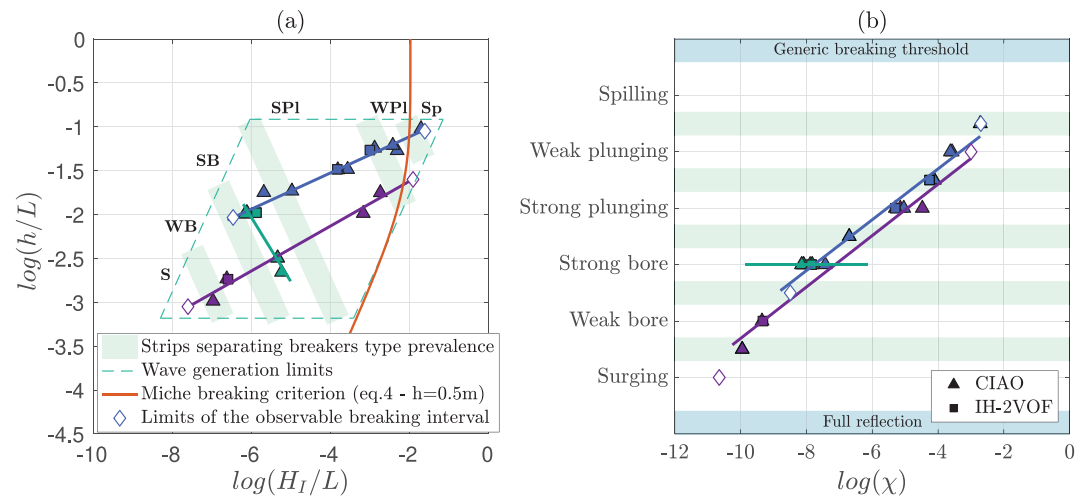 (a)
0
-0.5
-1
-1.5
-2
-2.5
-3
-3.5
-4
-4.5
log(h/L)
SPl
WPl
Sp
SB
WB
S
Strips separating breakers type prevalence
Wave generation limits
Miche breaking criterion (eq.4 - h=0.5m)
Limits of the observable breaking interval
-10
-8
-6
-4
-2
0
log(H_I/L)
(b)
Generic breaking threshold
Spilling
Weak plunging
Strong plunging
Strong bore
Weak bore
Surging
CIAO
IH-2VOF
Full reflection
-12
-10
-8
-6
-4
-2
0
log(χ)